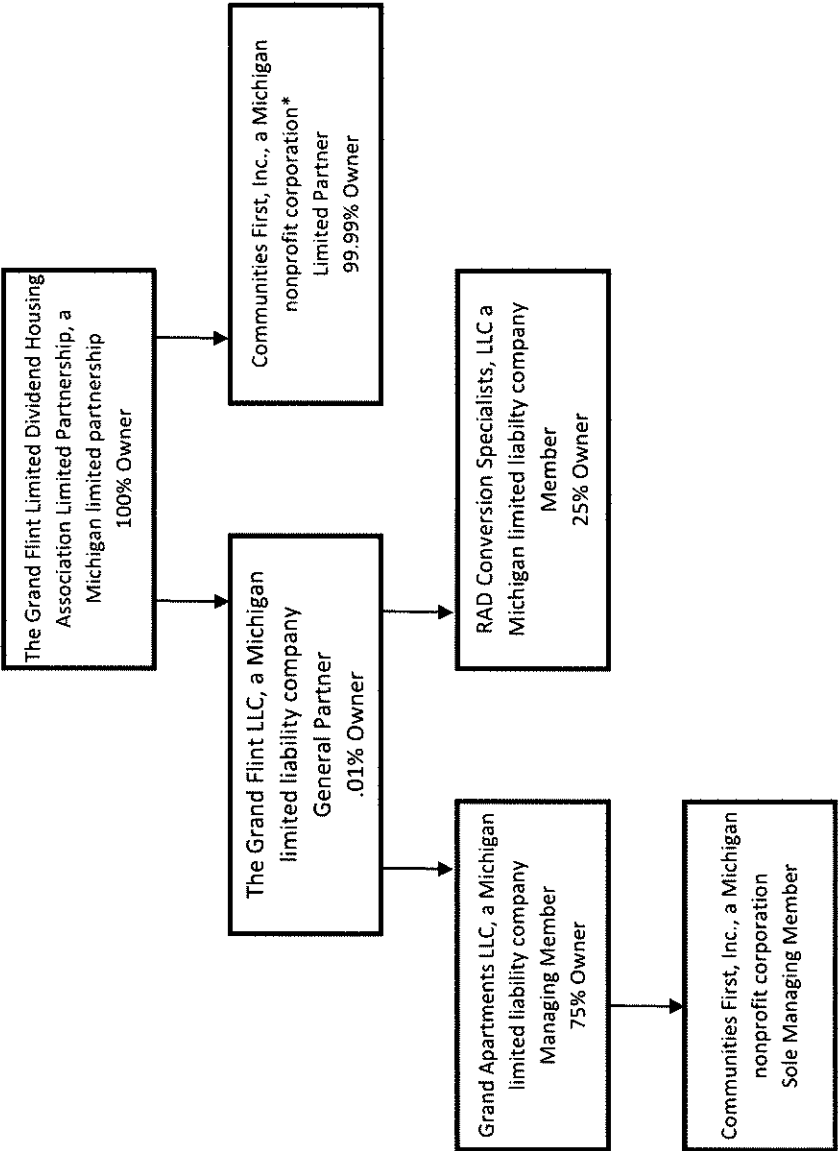 The Grand Flint Limited Dividend Housing
Association Limited Partnership, a
Michigan limited partnership
100% Owner
The Grand Flint LLC, a Michigan
limited liability company
General Partner
.01% Owner
Communities First, Inc., a Michigan
nonprofit corporation*
Limited Partner
99.99% Owner
Grand Apartments LLC, a Michigan
limited liability company
Managing Member
75% Owner
RAD Conversion Specialists, LLC a
Michigan limited liabilty company
Member
25% Owner
Communities First, Inc., a Michigan
nonprofit corporation
Sole Managing Member